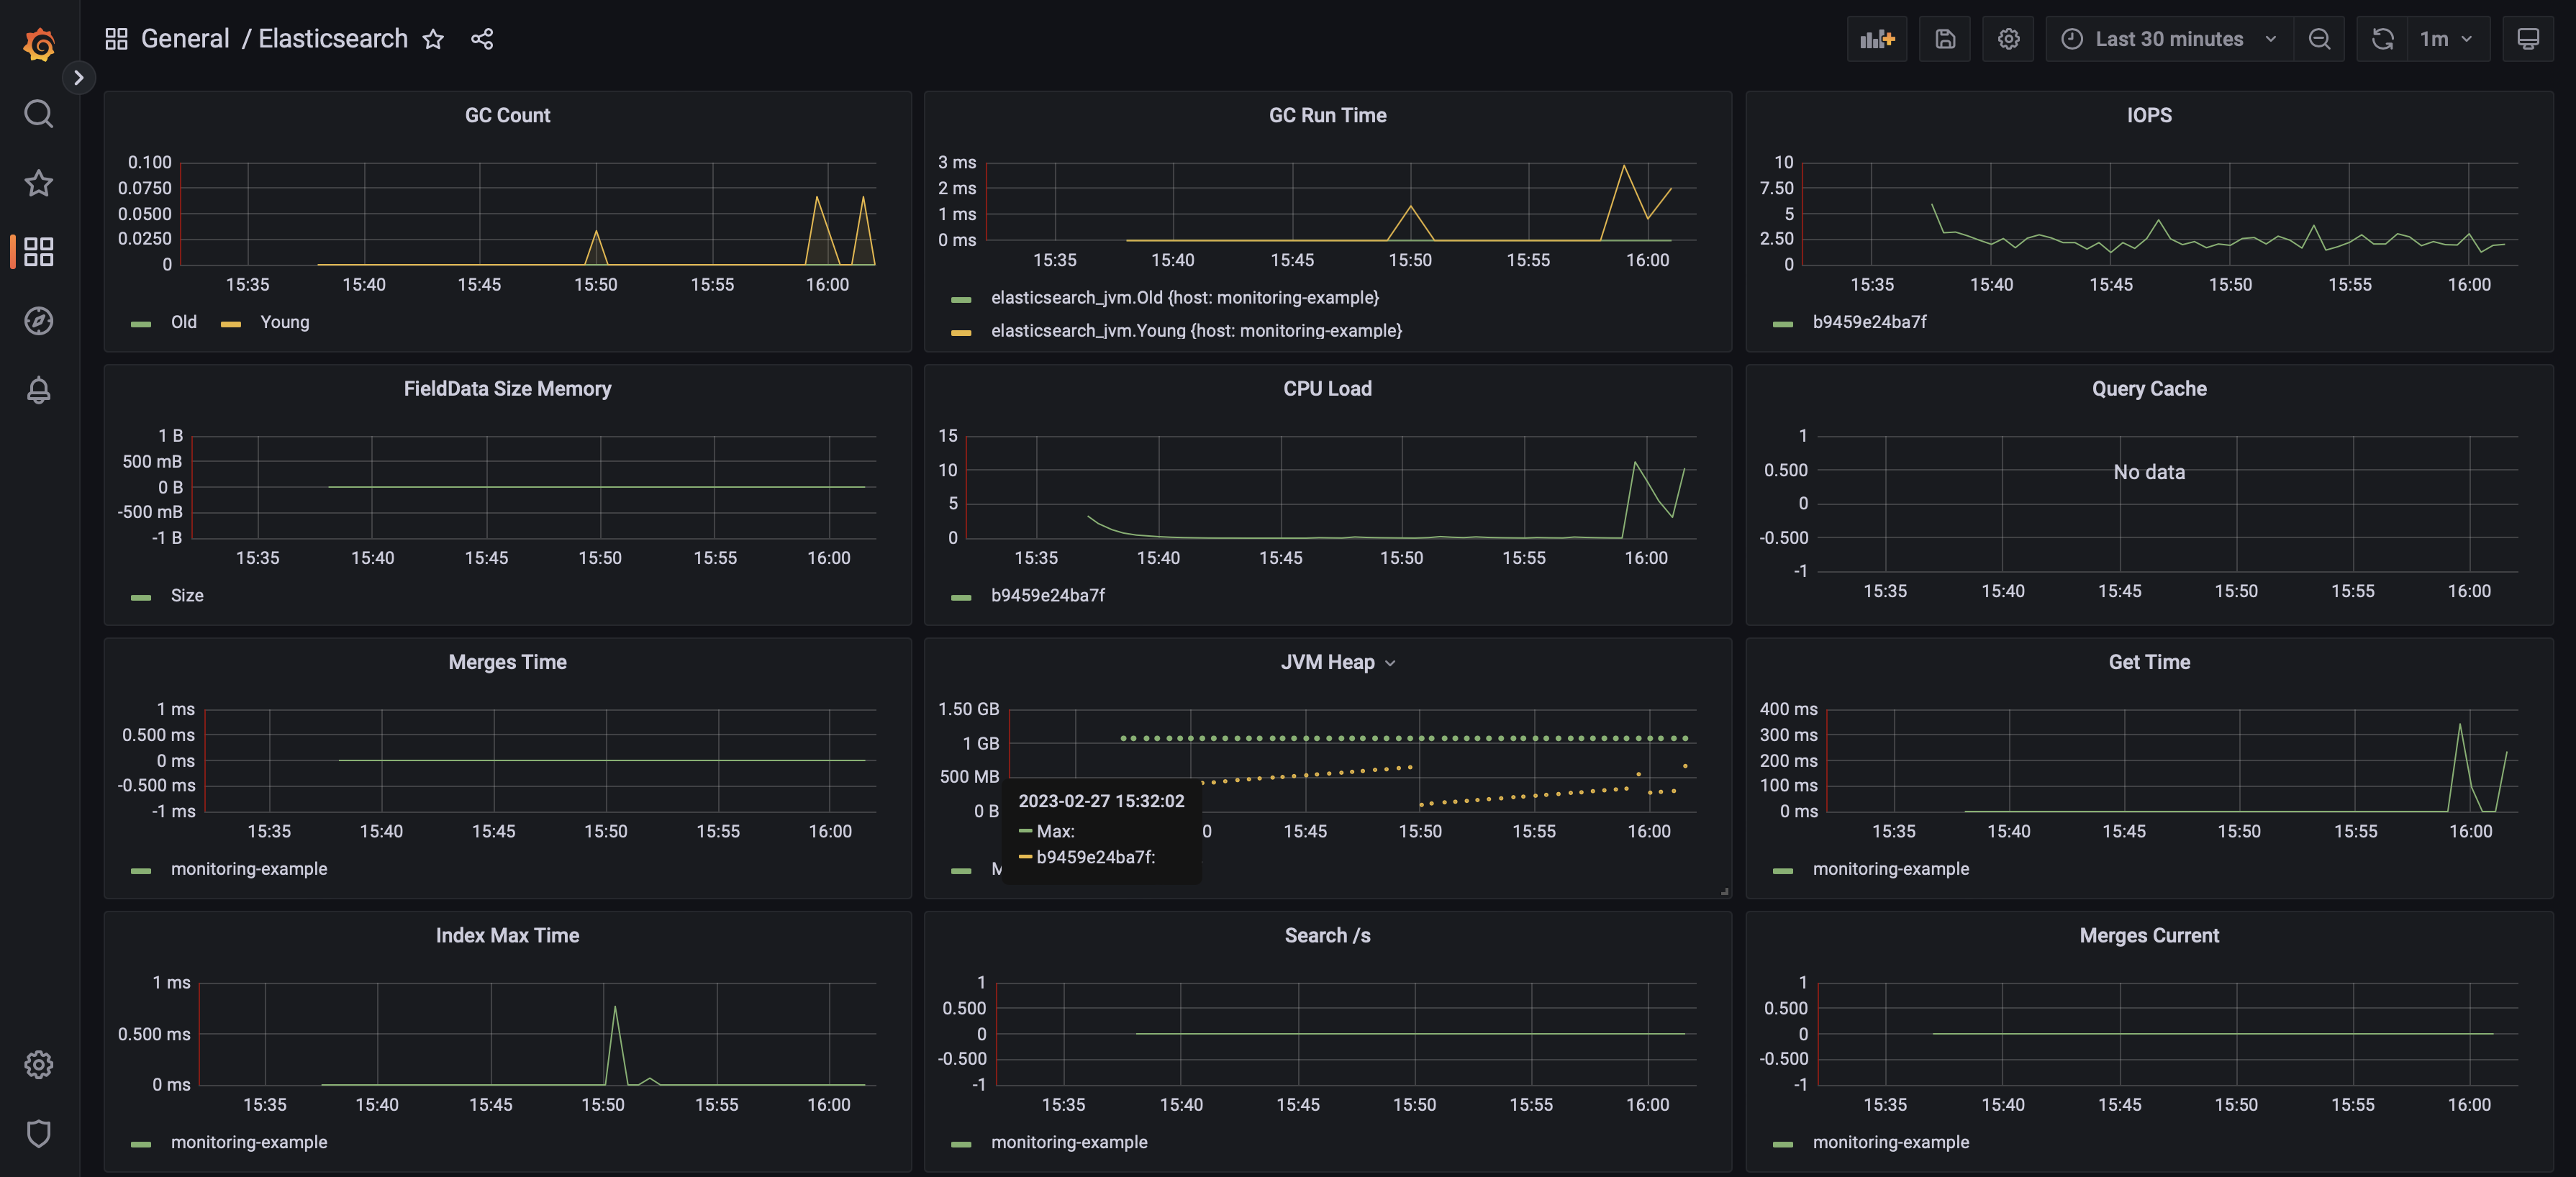 General / Elasticsearch
Last 30 minutes
1m
GC Count
0.100
0.0750
0.0500
0.0250
0
15:35 15:40 15:45 15:50 15:55 16:00
Old Young
GC Run Time
3 ms
2 ms
1 ms
0 ms
15:35 15:40 15:45 15:50 15:55 16:00
elasticsearch_jvm.Old {host: monitoring-example}
elasticsearch_jvm.Young {host: monitoring-example}
IOPS
10
7.50
5
2.50
0
15:35 15:40 15:45 15:50 15:55 16:00
b9459e24ba7f
FieldData Size Memory
1 B
500 mB
0 B
-500 mB
-1 B
15:35 15:40 15:45 15:50 15:55 16:00
Size
CPU Load
15
10
5
0
15:35 15:40 15:45 15:50 15:55 16:00
b9459e24ba7f
Query Cache
1
0.500
0
-0.500
-1
No data
15:35 15:40 15:45 15:50 15:55 16:00
Merges Time
1 ms
0.500 ms
0 ms
-0.500 ms
-1 ms
15:35 15:40 15:45 15:50 15:55 16:00
monitoring-example
JVM Heap
1.50 GB
1 GB
500 MB
0 B
0 15:45 15:50 15:55 16:00
2023-02-27 15:32:02
Max:
b9459e24ba7f:
Get Time
400 ms
300 ms
200 ms
100 ms
0 ms
15:35 15:40 15:45 15:50 15:55 16:00
monitoring-example
Index Max Time
1 ms
0.500 ms
0 ms
15:35 15:40 15:45 15:50 15:55 16:00
monitoring-example
Search /s
1
0.500
0
-0.500
-1
15:35 15:40 15:45 15:50 15:55 16:00
monitoring-example
Merges Current
1
0.500
0
-0.500
-1
15:35 15:40 15:45 15:50 15:55 16:00
monitoring-example